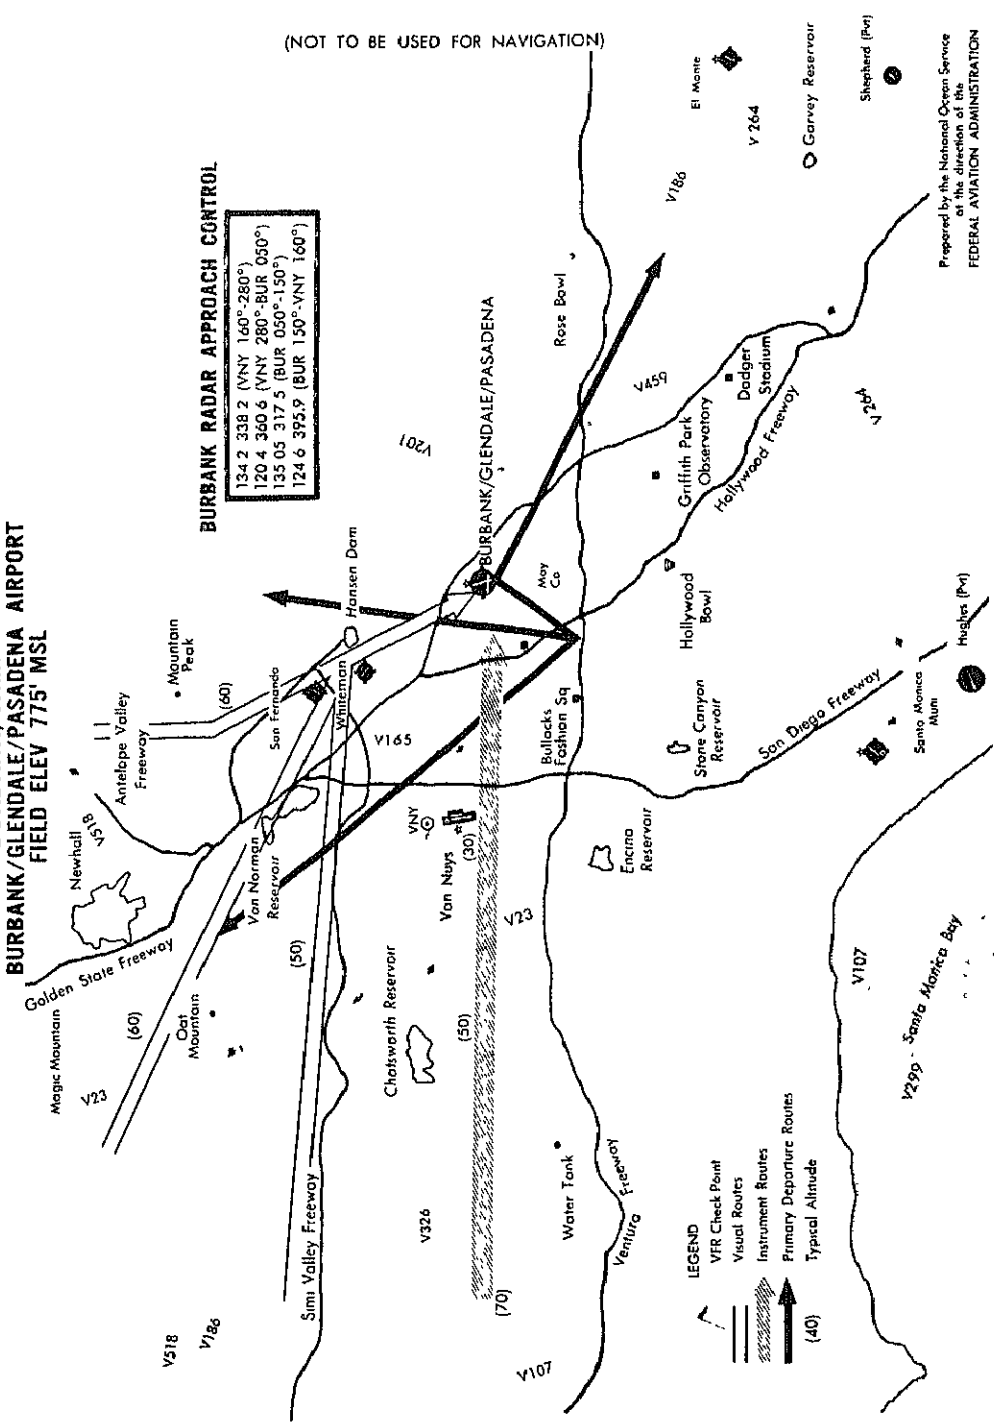 BURBANK/GLENDALE/PASADENA AIRPORT
FIELD ELEV 775' MSL
(NOT TO BE USED FOR NAVIGATION)
BURBANK RADAR APPROACH CONTROL
134 2 338 2 (VNY 160°-280°)
120 4 360 6 (VNY 280°-BUR 050°)
135 05 317 5 (BUR 050°-150°)
124 6 395.9 (BUR 150°-VNY 160°)
Magic Mountain
Newhall
V518
Antelope Valley
Freeway
Mountain
Peak
(60)
Golden State Freeway
V23
(60)
Oat
Mountain
Van Norman
Reservoir
San Fernando
Whiteman
Hansen Dam
V201
V518
V186
Simi Valley Freeway
(50)
V165
Chatsworth Reservoir
VNY
Van Nuys
(30)
BURBANK/GLENDALE/PASADENA
V326
(50)
(70)
V23
Bullacks
Fashion Sq
May
Co
Rose Bowl
V107
Water Tank
Ventura Freeway
Encino
Reservoir
Stone Canyon
Reservoir
Hollywood
Bowl
Griffith Park
Observatory
V459
Dodger
Stadium
Hollywood Freeway
V186
El Monte
V 264
Garvey Reservoir
Shepherd (Pvt)
San Diego Freeway
V 264
Santa Monica
Muni
Hughes (Pvt)
V107
V299 - Santa Monica Bay
LEGEND
VFR Check Point
Visual Routes
Instrument Routes
Primary Departure Routes
(40)
Typical Altitude
Prepared by the National Ocean Service
at the direction of the
FEDERAL AVIATION ADMINISTRATION